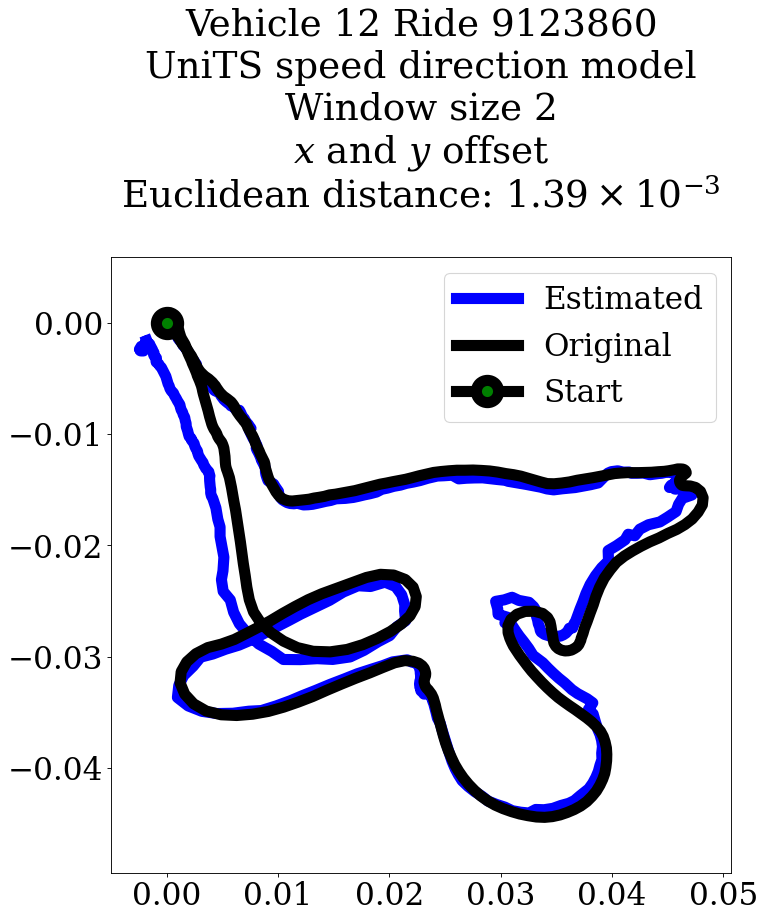 Vehicle 12 Ride 9123860
UniTS speed direction model
Window size 2
x and y offset
Euclidean distance: 1.39 × 10⁻³
Estimated
Original
Start
0.00
−0.01
−0.02
−0.03
−0.04
0.00 0.01 0.02 0.03 0.04 0.05